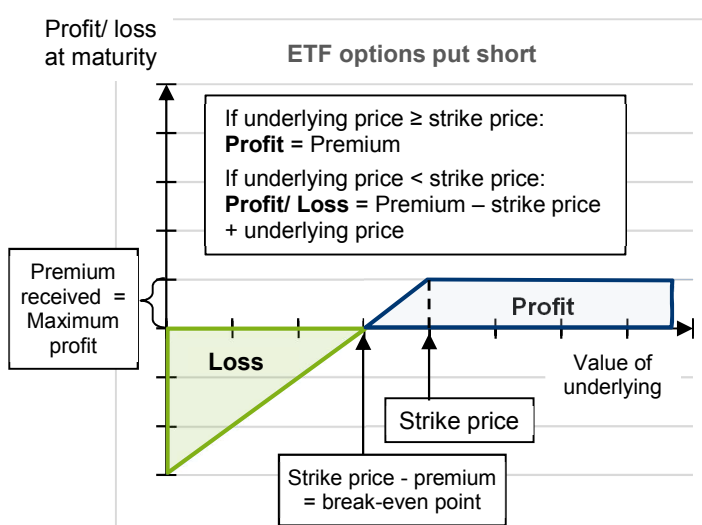 Profit/ loss
at maturity
ETF options put short
If underlying price ≥ strike price:
Profit = Premium
If underlying price < strike price:
Profit/ Loss = Premium – strike price
+ underlying price
Premium
received =
Maximum
profit
Profit
Loss
Value of
underlying
Strike price
Strike price - premium
= break-even point